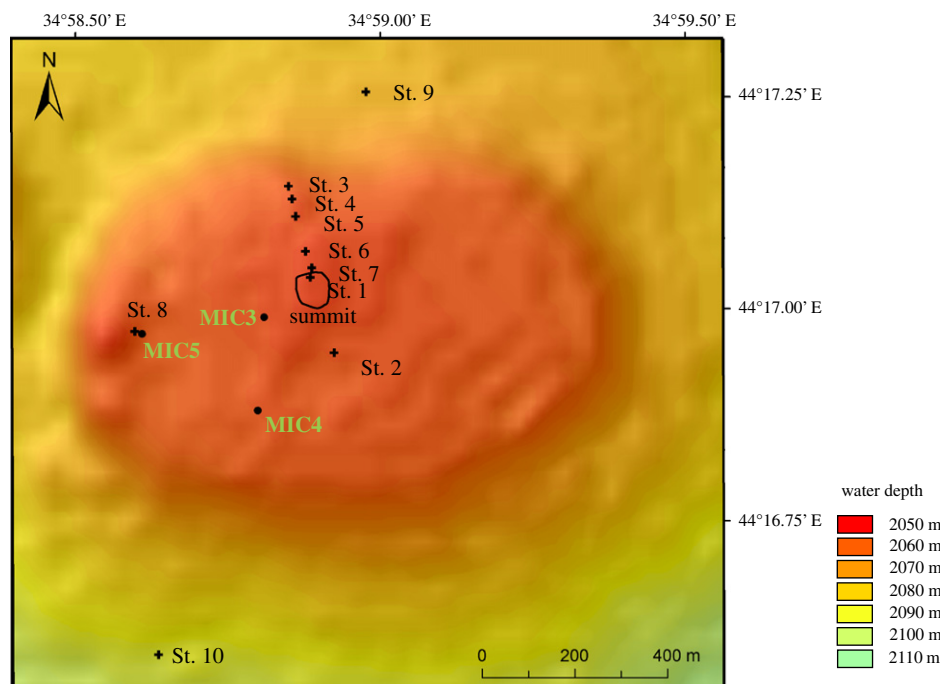 34°58.50’ E 34°59.00’ E 34°59.50’ E
N
44°17.25’ E
St. 9
St. 3
St. 4
St. 5
St. 6
St. 7
St. 1
summit
44°17.00’ E
St. 8
MIC3
MIC5
St. 2
MIC4
44°16.75’ E
St. 10
0 200 400 m
water depth
2050 m
2060 m
2070 m
2080 m
2090 m
2100 m
2110 m